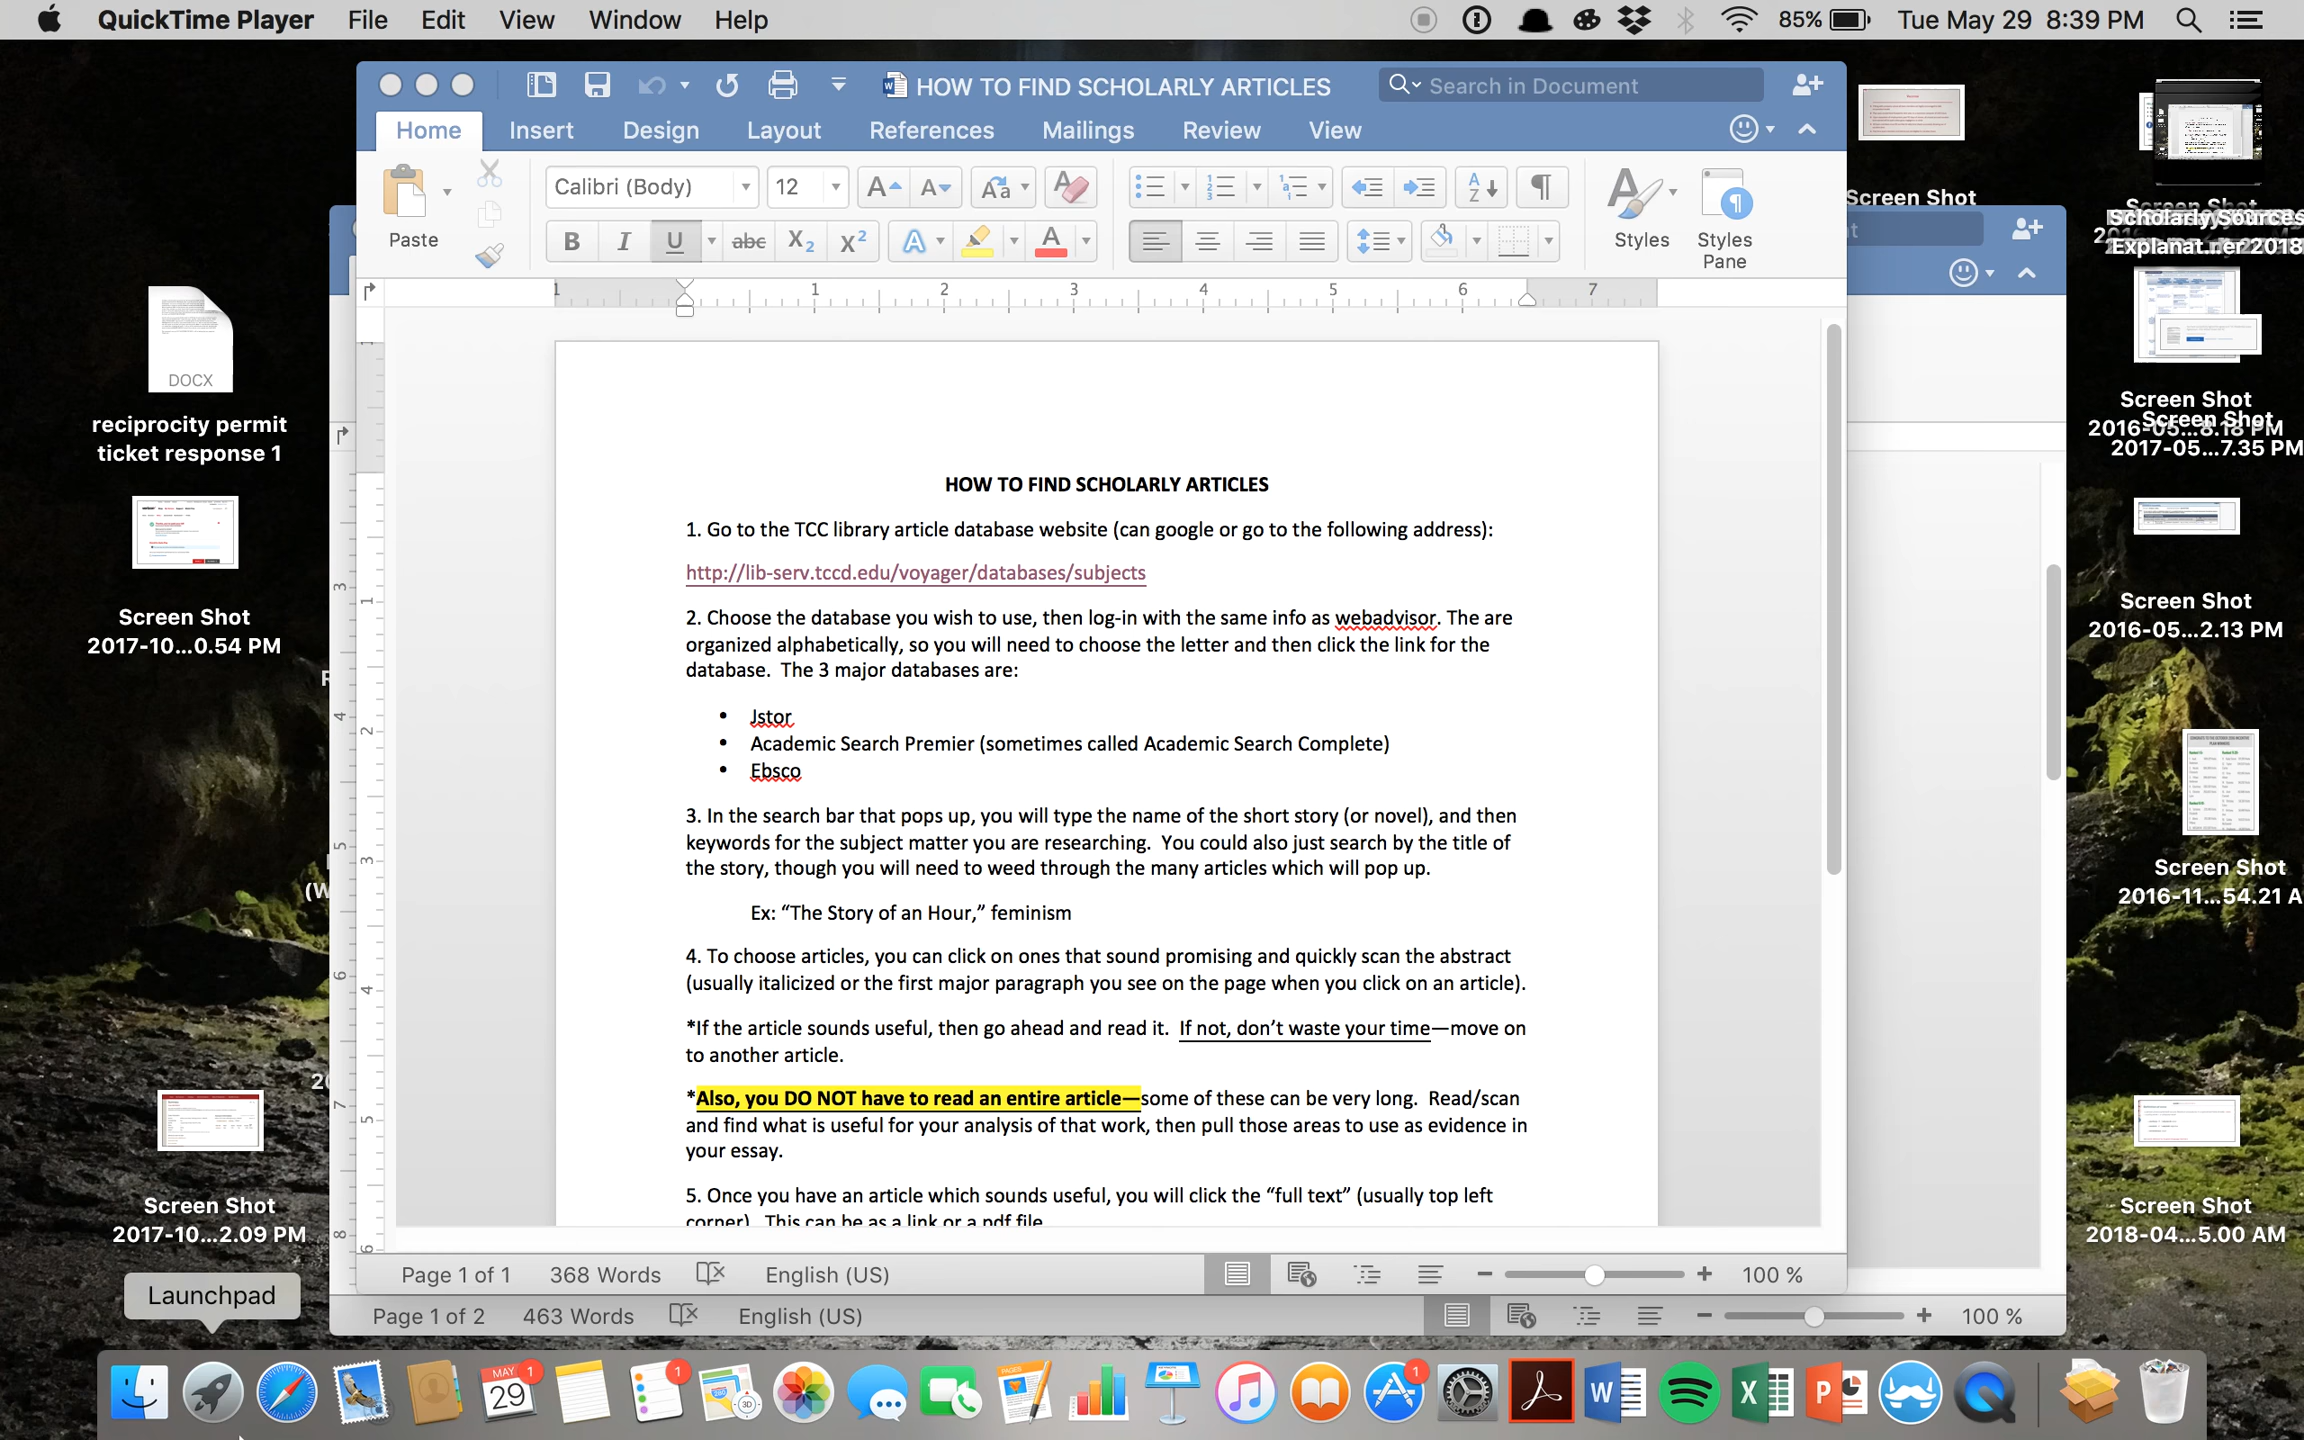 QuickTime Player File Edit View Window Help 85% Tue May 29 8:39 PM
HOW TO FIND SCHOLARLY ARTICLES
Search in Document
Home Insert Design Layout References Mailings Review View
Paste
Calibri (Body) 12
Styles
Styles
Pane
1 1 2 3 4 5 6 7
HOW TO FIND SCHOLARLY ARTICLES
1. Go to the TCC library article database website (can google or go to the following address):
http://lib-serv.tccd.edu/voyager/databases/subjects
2. Choose the database you wish to use, then log-in with the same info as webadvisor. The are
organized alphabetically, so you will need to choose the letter and then click the link for the
database.  The 3 major databases are:
• Jstor
• Academic Search Premier (sometimes called Academic Search Complete)
• Ebsco
3. In the search bar that pops up, you will type the name of the short story (or novel), and then
keywords for the subject matter you are researching.  You could also just search by the title of
the story, though you will need to weed through the many articles which will pop up.
Ex: “The Story of an Hour,” feminism
4. To choose articles, you can click on ones that sound promising and quickly scan the abstract
(usually italicized or the first major paragraph you see on the page when you click on an article).
*If the article sounds useful, then go ahead and read it.  If not, don’t waste your time—move on
to another article.
*Also, you DO NOT have to read an entire article—some of these can be very long.  Read/scan
and find what is useful for your analysis of that work, then pull those areas to use as evidence in
your essay.
5. Once you have an article which sounds useful, you will click the “full text” (usually top left
corner).  This can be as a link or a pdf file.
Page 1 of 1 368 Words English (US) 100 %
Page 1 of 2 463 Words English (US) 100 %
DOCX
reciprocity permit
ticket response 1
Screen Shot
2017-10...0.54 PM
Screen Shot
2017-10...2.09 PM
Launchpad
Screen Shot
Scholarly Sources
Explanat...ner 2018
Screen Shot
2016-05...8.18 PM
Screen Shot
2017-05...7.35 PM
Screen Shot
2016-05...2.13 PM
Screen Shot
2016-11...54.21 A
Screen Shot
2018-04...5.00 AM
MAY
29